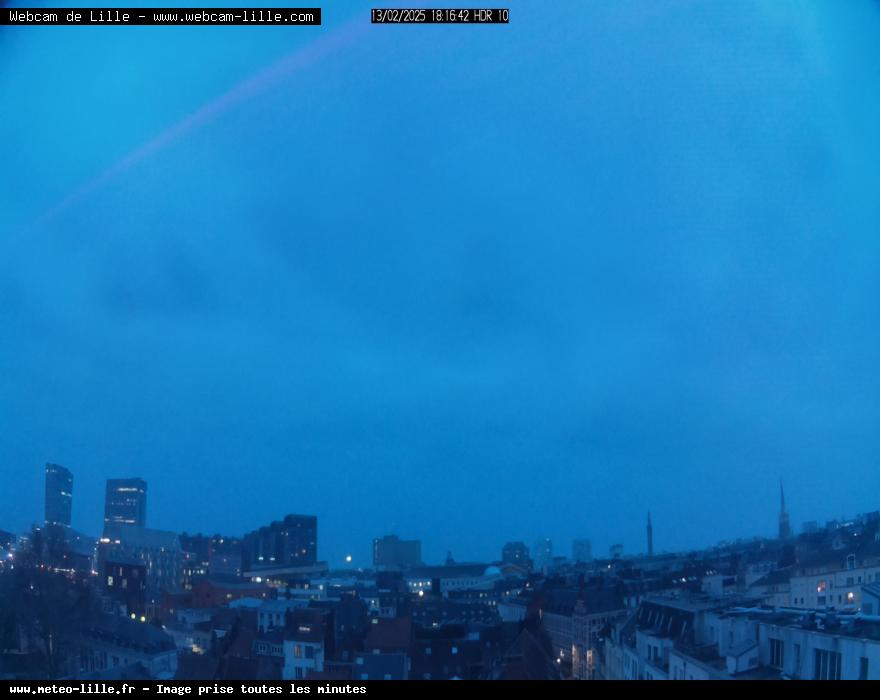 Webcam de Lille - www.webcam-lille.com
13/02/2025 18:16:42 HDR 10
www.meteo-lille.fr - Image prise toutes les minutes